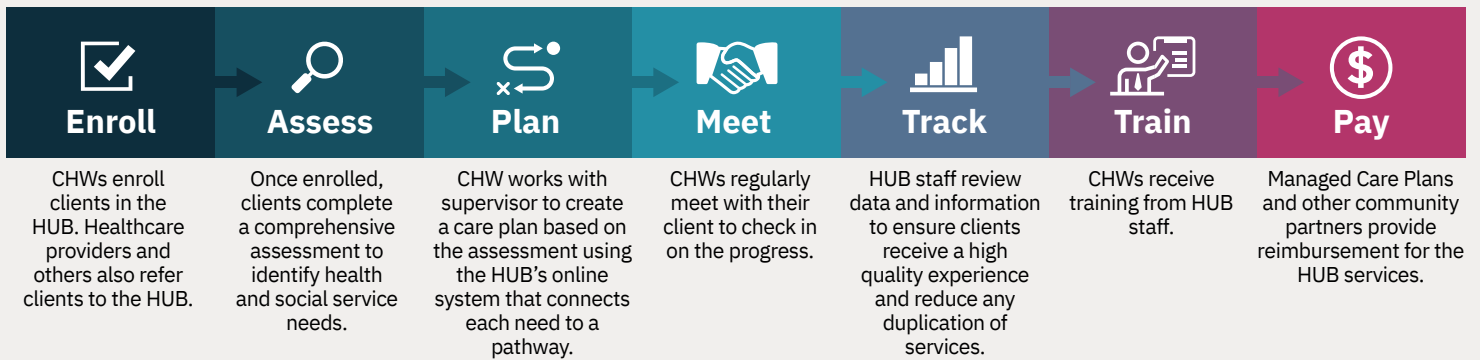 Enroll
CHWs enroll
clients in the
HUB. Healthcare
providers and
others also refer
clients to the HUB.
Assess
Once enrolled,
clients complete
a comprehensive
assessment to
identify health
and social service
needs.
Plan
CHW works with
supervisor to create
a care plan based on
the assessment using
the HUB’s online
system that connects
each need to a
pathway.
Meet
CHWs regularly
meet with their
client to check in
on the progress.
Track
HUB staff review
data and information
to ensure clients
receive a high
quality experience
and reduce any
duplication of
services.
Train
CHWs receive
training from HUB
staff.
$
Pay
Managed Care Plans
and other community
partners provide
reimbursement for the
HUB services.